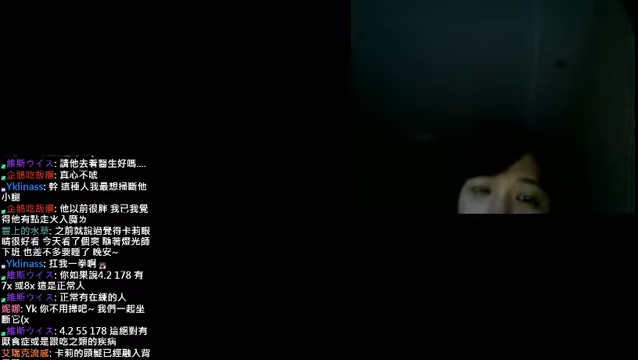 維斯ウイス: 請他去看醫生好嗎....
企鵝吃飯糰: 真心不唬
Yklinass: 幹 這種人我最想掃斷他
小腿
企鵝吃飯糰: 他以前很胖 我已我覺
得他有點走火入魔ㄌ
雲上的水草: 之前就說過覺得卡莉眼
睛很好看 今天看了個爽 隨著燈光師
下班 也差不多要睡了 晚安~
Yklinass: 扛我一拳啊
維斯ウイス: 你如果說4.2 178 有
7x 或8x 這是正常人
維斯ウイス: 正常有在練的人
妮娜: Yk 你不用掃吧~ 我們一起坐
斷它(x
維斯ウイス: 4.2 55 178 這絕對有
厭食症或是跟吃之類的疾病
艾瑞克流感: 卡莉的頭髮已經融入背